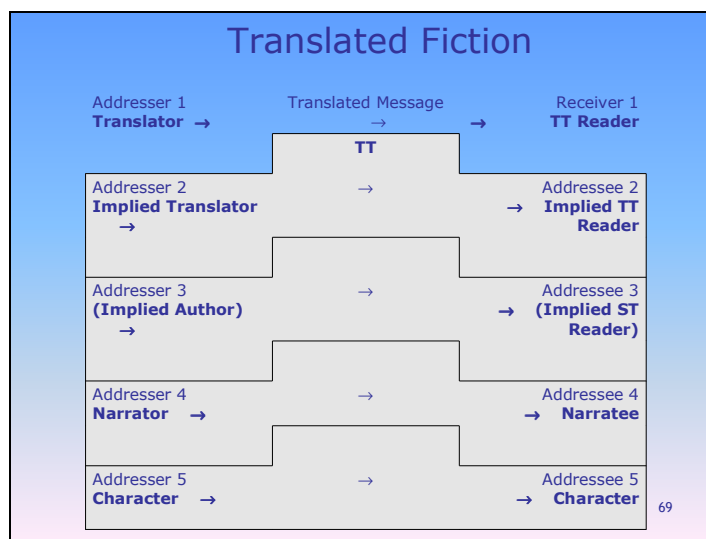 Translated Fiction
Addresser 1 Translated Message Receiver 1
Translator → → → TT Reader
TT
Addresser 2 → Addressee 2
Implied Translator → Implied TT
→ Reader
Addresser 3 → Addressee 3
(Implied Author) → (Implied ST
→ Reader)
Addresser 4 → Addressee 4
Narrator → → Narratee
Addresser 5 → Addressee 5
Character → → Character
69